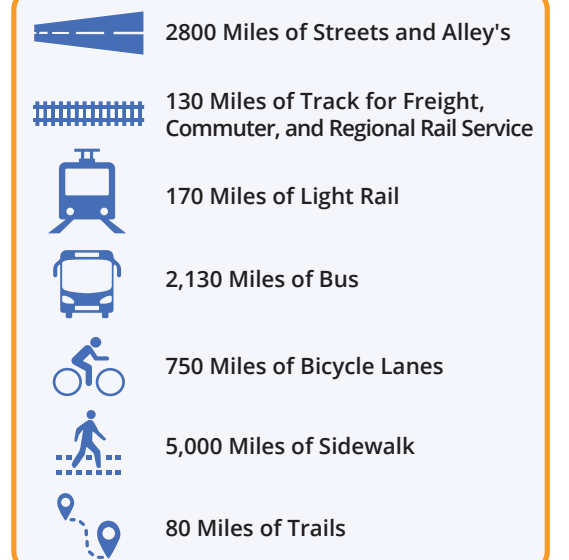 2800 Miles of Streets and Alley's
130 Miles of Track for Freight,
Commuter, and Regional Rail Service
170 Miles of Light Rail
2,130 Miles of Bus
750 Miles of Bicycle Lanes
5,000 Miles of Sidewalk
80 Miles of Trails